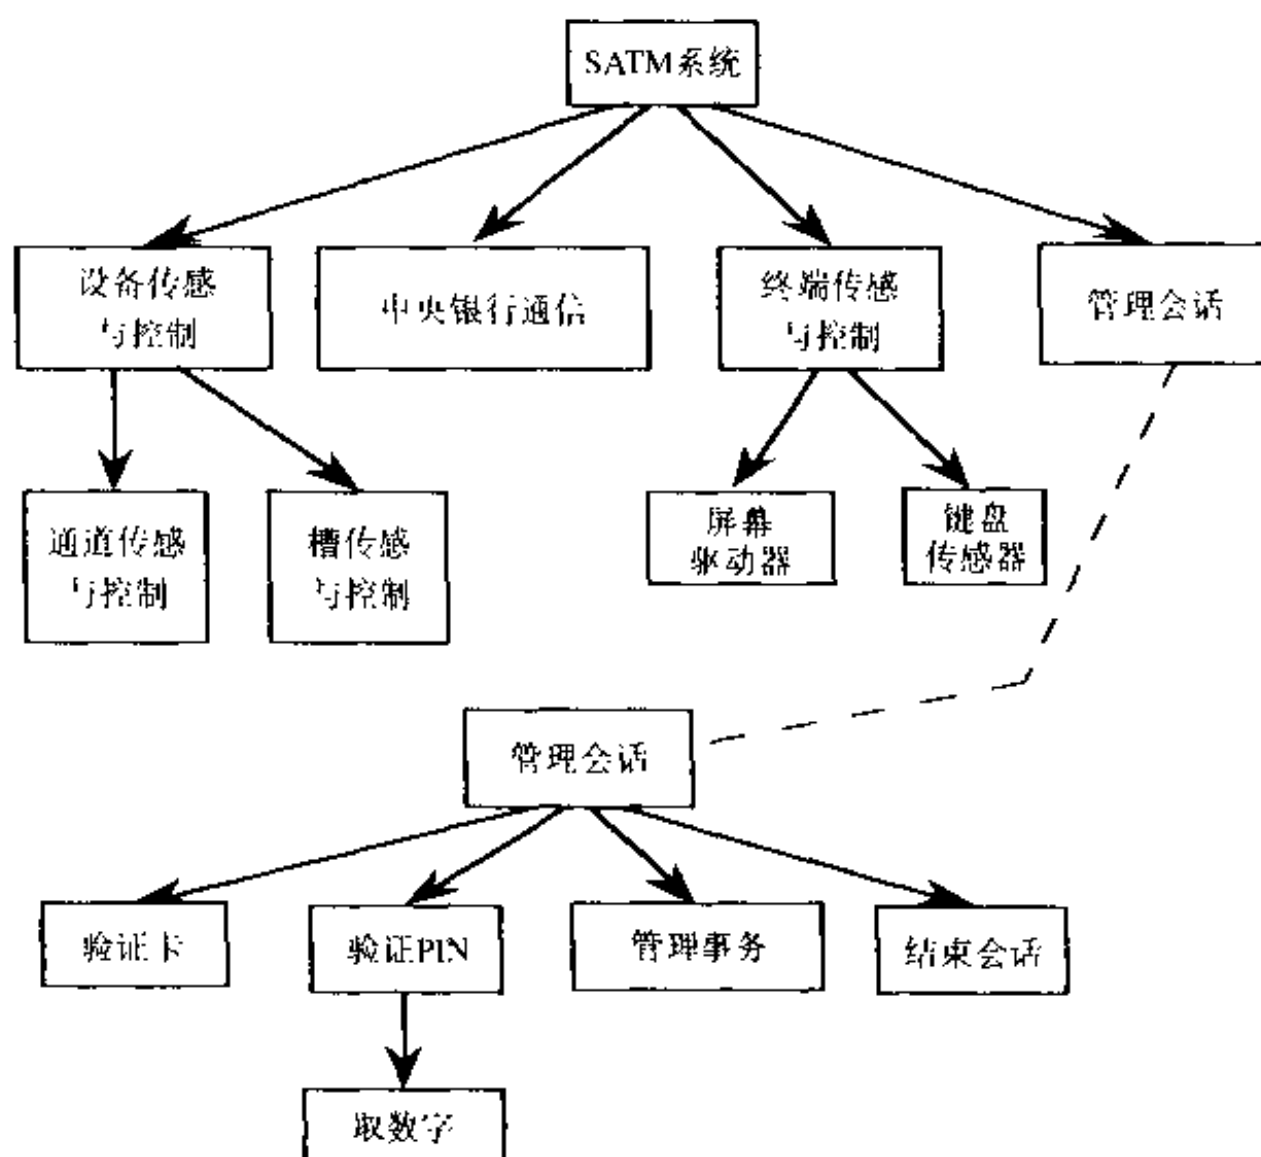 SATM系统
设备传感
与控制
中央银行通信
终端传感
与控制
管理会话
通道传感
与控制
槽传感
与控制
屏幕
驱动器
键盘
传感器
管理会话
验证卡
验证PIN
管理事务
结束会话
取数字